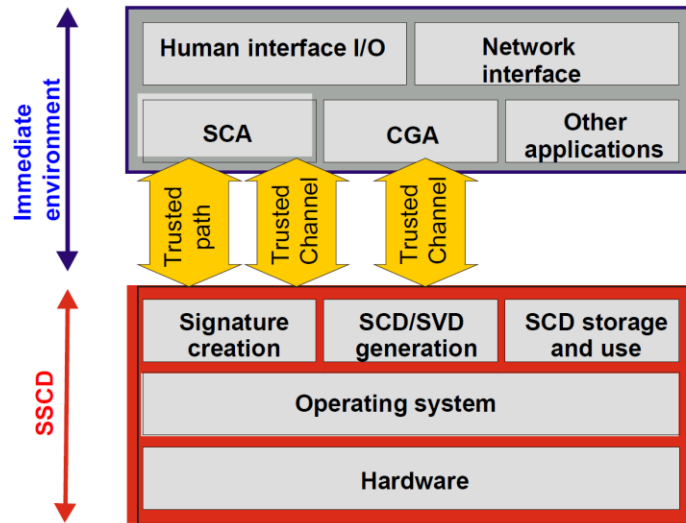 Immediate
environment
Human interface I/O
Network
interface
SCA
CGA
Other
applications
Trusted
path
Trusted
Channel
Trusted
Channel
SSCD
Signature
creation
SCD/SVD
generation
SCD storage
and use
Operating system
Hardware